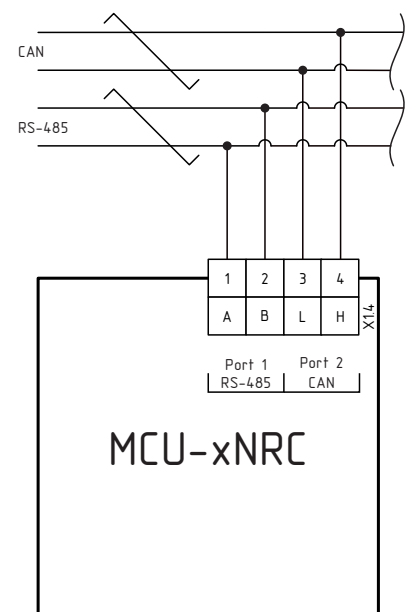 CAN
RS-485
1 2 3 4
A B L H
X1.4
Port 1 Port 2
RS-485 CAN
MCU-xNRC